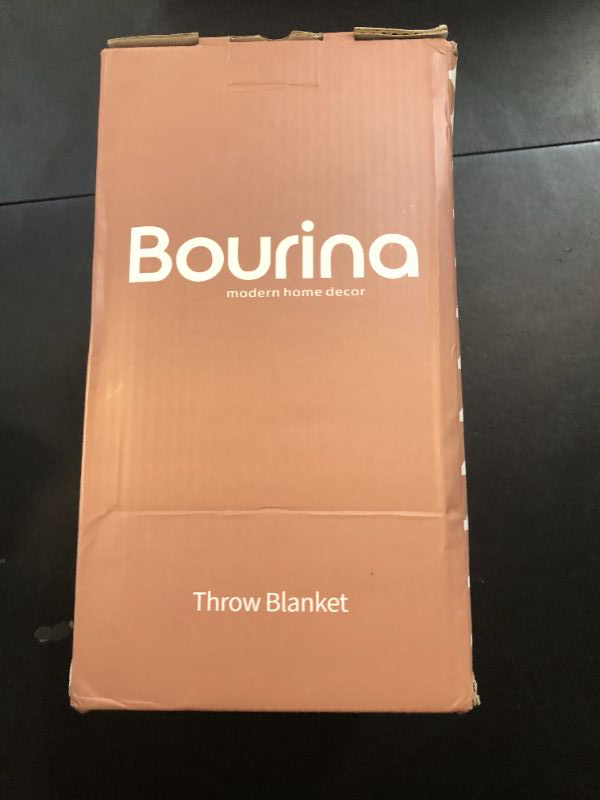 Bourina
modern home decor
Throw Blanket